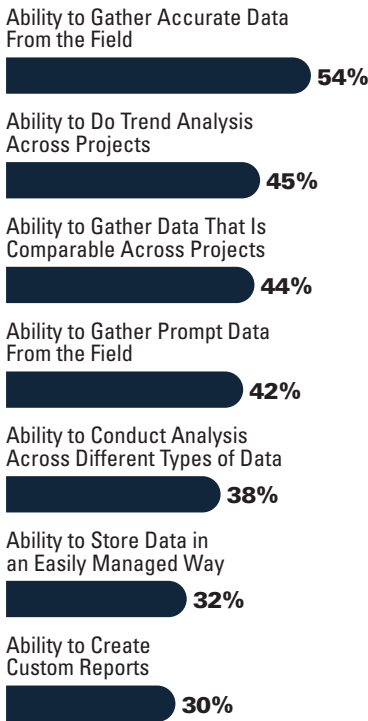 Ability to Gather Accurate Data
From the Field
54%
Ability to Do Trend Analysis
Across Projects
45%
Ability to Gather Data That Is
Comparable Across Projects
44%
Ability to Gather Prompt Data
From the Field
42%
Ability to Conduct Analysis
Across Different Types of Data
38%
Ability to Store Data in
an Easily Managed Way
32%
Ability to Create
Custom Reports
30%